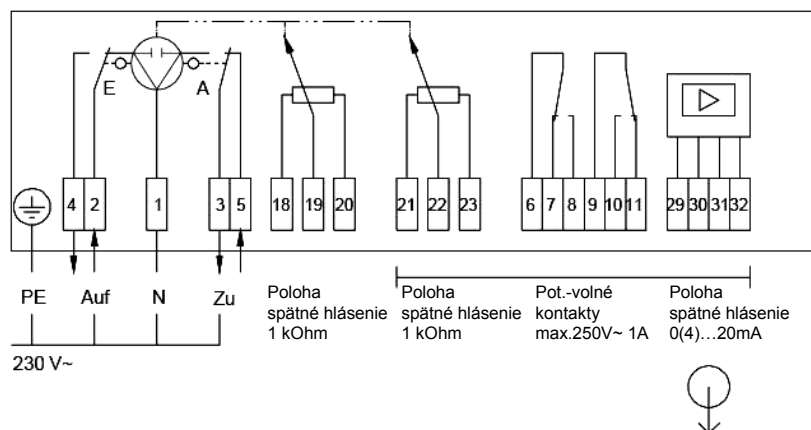 E
A
4 2 1 3 5 18 19 20 21 22 23 6 7 8 9 10 11 29 30 31 32
PE Auf N Zu
230 V~
Poloha
spätné hlásenie
1 kOhm
Poloha
spätné hlásenie
1 kOhm
Pot.-volné
kontakty
max.250V~ 1A
Poloha
spätné hlásenie
0(4)…20mA